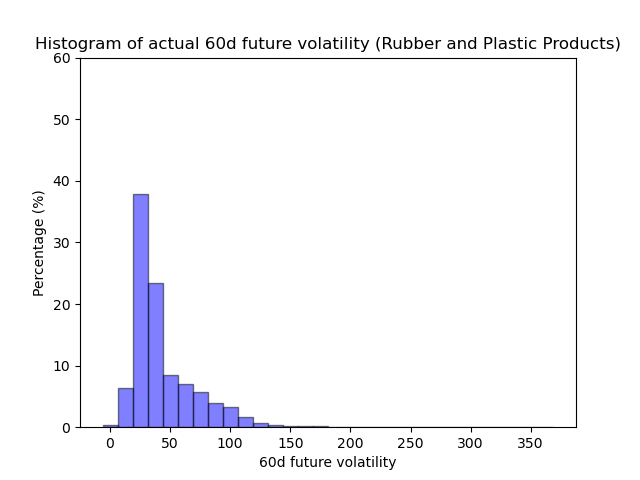 Histogram of actual 60d future volatility (Rubber and Plastic Products)
60
50
40
30
20
10
0
Percentage (%)
0 50 100 150 200 250 300 350
60d future volatility